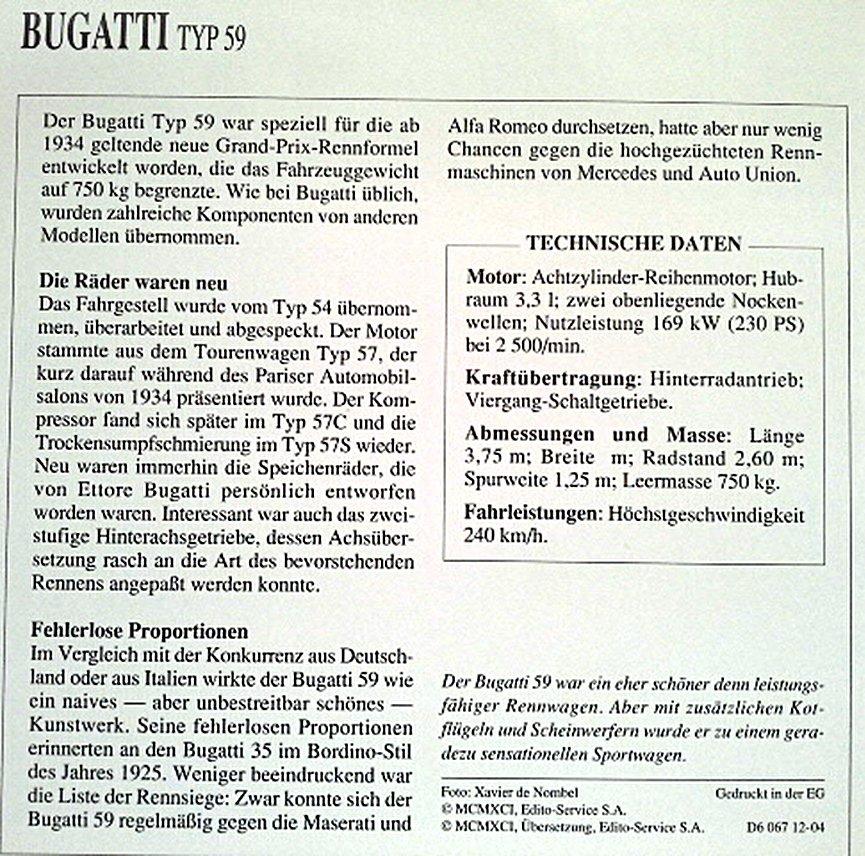 BUGATTI TYP 59
Der Bugatti Typ 59 war speziell für die ab
1934 geltende neue Grand-Prix-Rennformel
entwickelt worden, die das Fahrzeuggewicht
auf 750 kg begrenzte. Wie bei Bugatti üblich,
wurden zahlreiche Komponenten von anderen
Modellen übernommen.
Die Räder waren neu
Das Fahrgestell wurde vom Typ 54 übernom-
men, überarbeitet und abgespeckt. Der Motor
stammte aus dem Tourenwagen Typ 57, der
kurz darauf während des Pariser Automobil-
salons von 1934 präsentiert wurde. Der Kom-
pressor fand sich später im Typ 57C und die
Trockensumpfschmierung im Typ 57S wieder.
Neu waren immerhin die Speichenräder, die
von Ettore Bugatti persönlich entworfen
worden waren. Interessant war auch das zwei-
stufige Hinterachsgetriebe, dessen Achsüber-
setzung rasch an die Art des bevorstehenden
Rennens angepaßt werden konnte.
Fehlerlose Proportionen
Im Vergleich mit der Konkurrenz aus Deutsch-
land oder aus Italien wirkte der Bugatti 59 wie
ein naives — aber unbestreitbar schönes —
Kunstwerk. Seine fehlerlosen Proportionen
erinnerten an den Bugatti 35 im Bordino-Stil
des Jahres 1925. Weniger beeindruckend war
die Liste der Rennsiege: Zwar konnte sich der
Bugatti 59 regelmäßig gegen die Maserati und
Alfa Romeo durchsetzen, hatte aber nur wenig
Chancen gegen die hochgezüchteten Renn-
maschinen von Mercedes und Auto Union.
TECHNISCHE DATEN
Motor: Achtzylinder-Reihenmotor; Hub-
raum 3,3 l; zwei obenliegende Nocken-
wellen; Nutzleistung 169 kW (230 PS)
bei 2 500/min.
Kraftübertragung: Hinterradantrieb;
Viergang-Schaltgetriebe.
Abmessungen und Masse: Länge
3,75 m; Breite m; Radstand 2,60 m;
Spurweite 1,25 m; Leermasse 750 kg.
Fahrleistungen: Höchstgeschwindigkeit
240 km/h.
Der Bugatti 59 war ein eher schöner denn leistungs-
fähiger Rennwagen. Aber mit zusätzlichen Kot-
flügeln und Scheinwerfern wurde er zu einem gera-
dezu sensationellen Sportwagen.
Foto: Xavier de Nombel Gedruckt in der EG
© MCMXCI, Edito-Service S.A.
© MCMXCI, Übersetzung, Edito-Service S.A. D6 067 12-04